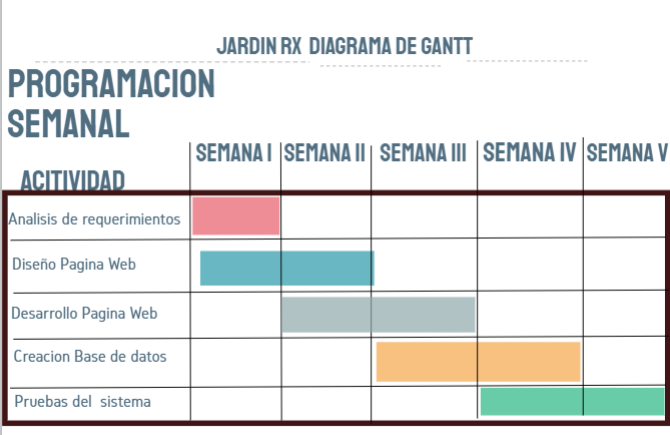 JARDIN RX DIAGRAMA DE GANTT
PROGRAMACION
SEMANAL
SEMANA I SEMANA II SEMANA III SEMANA IV SEMANA V
ACITIVIDAD
Analisis de requerimientos
Diseño Pagina Web
Desarrollo Pagina Web
Creacion Base de datos
Pruebas del sistema